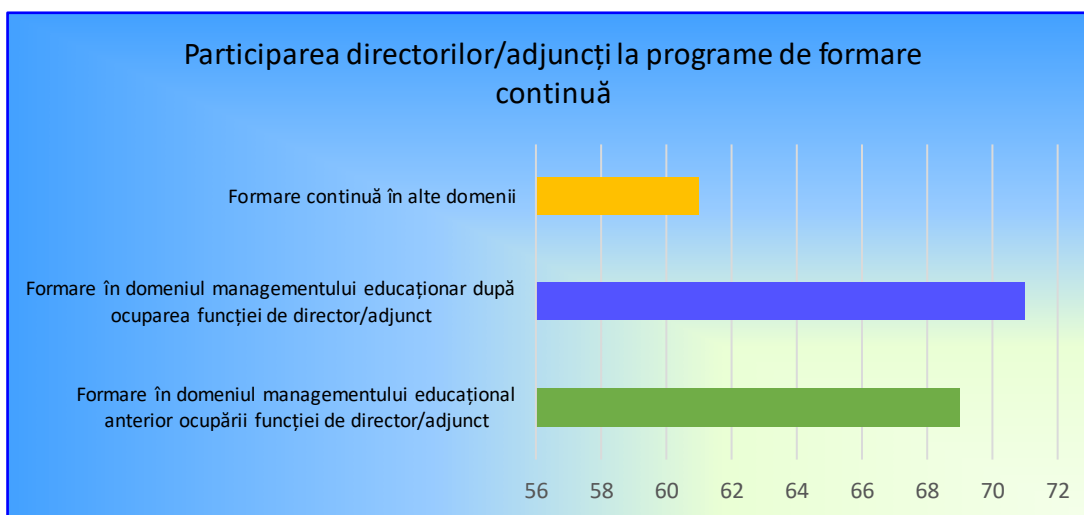 Participarea directorilor/adjuncți la programe de formare
continuă
Formare continuă în alte domenii
Formare în domeniul managementului educaționar după
ocuparea funcției de director/adjunct
Formare în domeniul managementului educațional
anterior ocupării funcției de director/adjunct
56 58 60 62 64 66 68 70 72